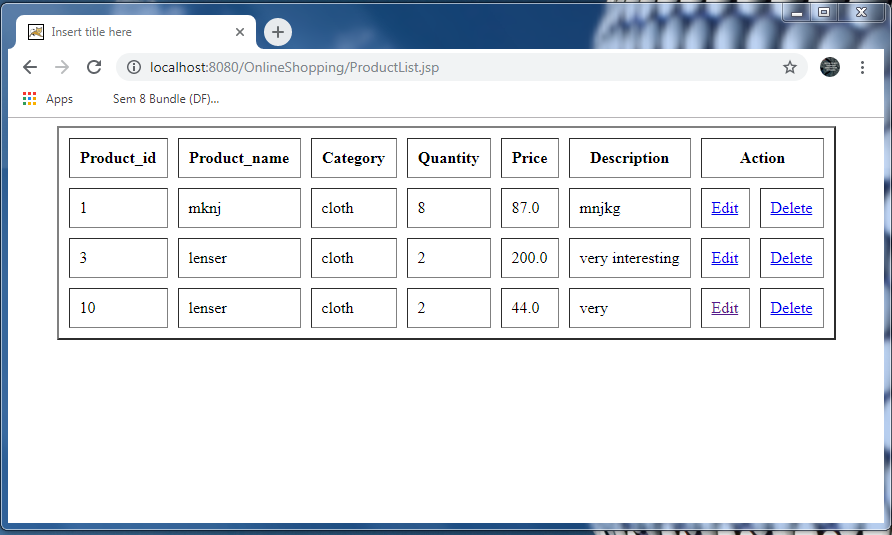 Insert title here
localhost:8080/OnlineShopping/ProductList.jsp
Apps Sem 8 Bundle (DF)...
Product_id Product_name Category Quantity Price Description Action
1 mknj cloth 8 87.0 mnjkg Edit Delete
3 lenser cloth 2 200.0 very interesting Edit Delete
10 lenser cloth 2 44.0 very Edit Delete